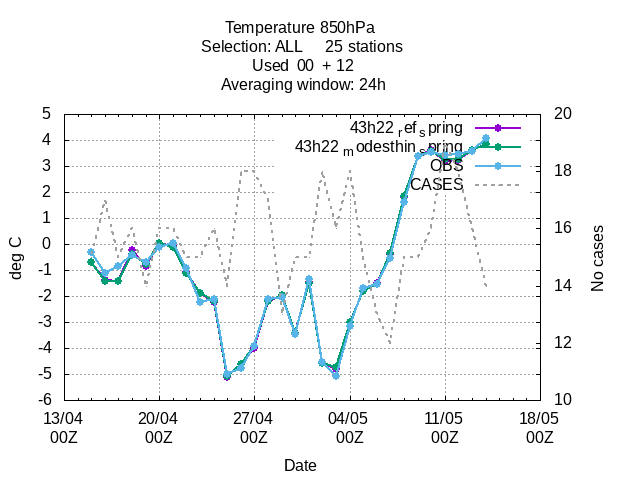 Temperature 850hPa
Selection: ALL 25 stations
Used 00 + 12
Averaging window: 24h
43h22 ref spring
43h22 modesthin spring
OBS
CASES
5
4
3
2
1
0
-1
-2
-3
-4
-5
-6
deg C
20
18
16
14
12
10
No cases
13/04 20/04 27/04 04/05 11/05 18/05
00Z 00Z 00Z 00Z 00Z 00Z
Date